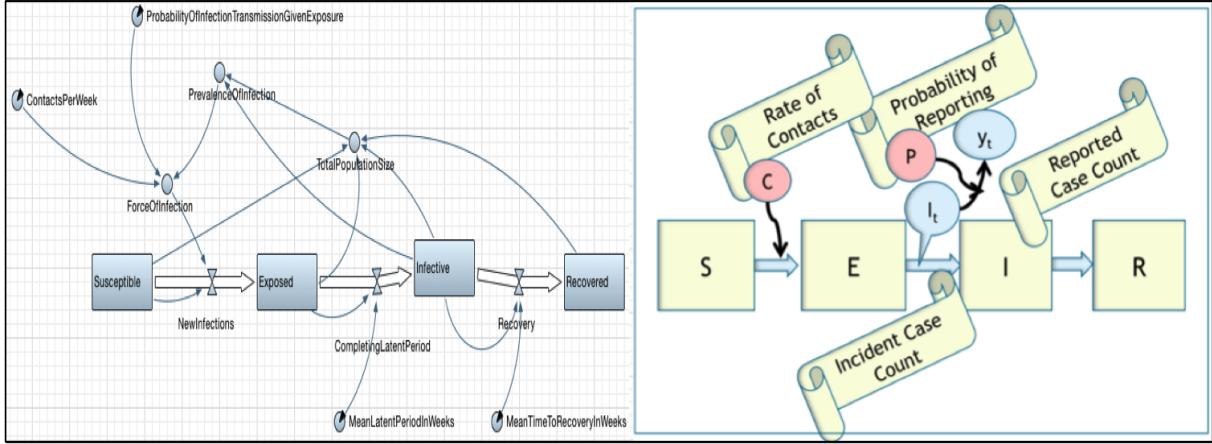 ProbabilityOfInfectionTransmissionGivenExposure
ContactsPerWeek
PrevalenceOfInfection
TotalPopulationSize
ForceOfInfection
Susceptible
Exposed
Infective
Recovered
NewInfections
CompletingLatentPeriod
Recovery
MeanLatentPeriodInWeeks
MeanTimeToRecoveryInWeeks
Rate of
Contacts
Probability of
Reporting
Reported
Case Count
C
P
yt
It
S
E
I
R
Incident Case
Count